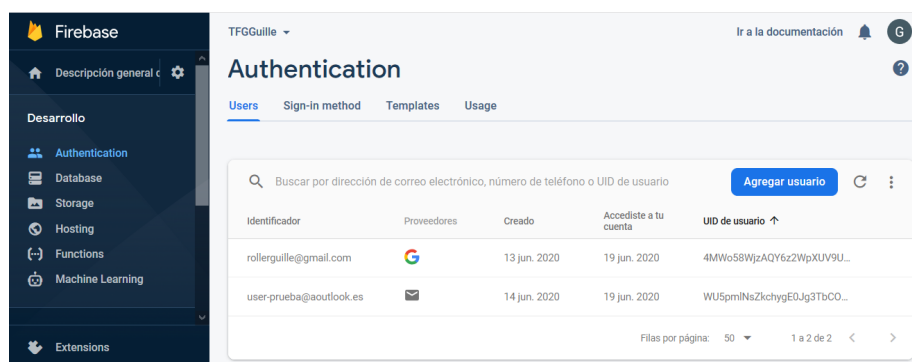 Firebase
Descripción general c
Desarrollo
Authentication
Database
Storage
Hosting
Functions
Machine Learning
Extensions
TFGGuille
Ir a la documentación
G
Authentication
?
Users Sign-in method Templates Usage
Buscar por dirección de correo electrónico, número de teléfono o UID de usuario
Agregar usuario
Identificador Proveedores Creado Accediste a tu cuenta UID de usuario
rollerguille@gmail.com 13 jun. 2020 19 jun. 2020 4MWo58WjzAQY6z2WpXUV9U...
user-prueba@aoutlook.es 14 jun. 2020 19 jun. 2020 WU5pmlNsZkchygE0Jg3TbCO...
Filas por página: 50 1 a 2 de 2